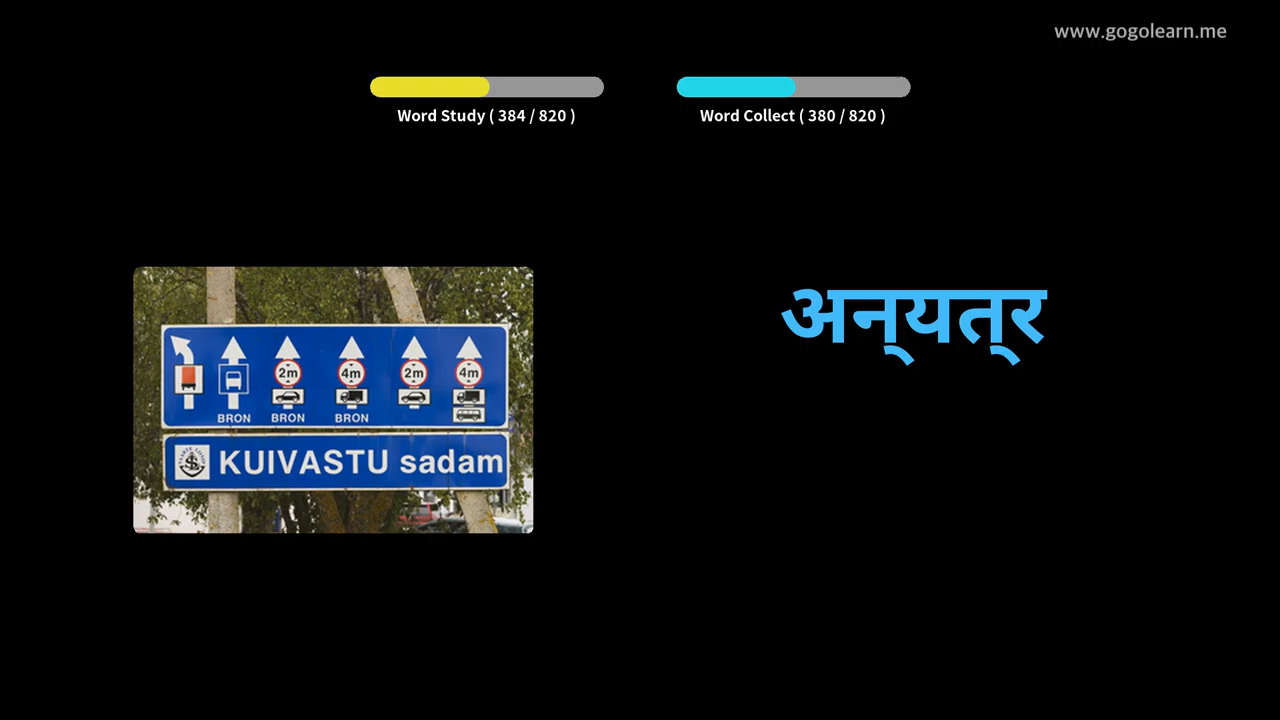 www.gogolearn.me
Word Study ( 384 / 820 )
Word Collect ( 380 / 820 )
अन्‌यत्‌र
2m 4m 2m 4m
BRON BRON BRON
KUIVASTU sadam